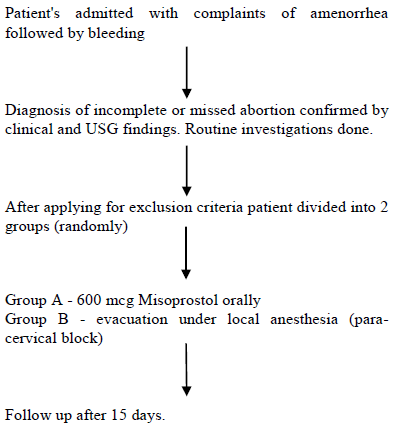 Patient's admitted with complaints of amenorrhea
followed by bleeding
Diagnosis of incomplete or missed abortion confirmed by
clinical and USG findings. Routine investigations done.
After applying for exclusion criteria patient divided into 2
groups (randomly)
Group A - 600 mcg Misoprostol orally
Group B - evacuation under local anesthesia (para-
cervical block)
Follow up after 15 days.